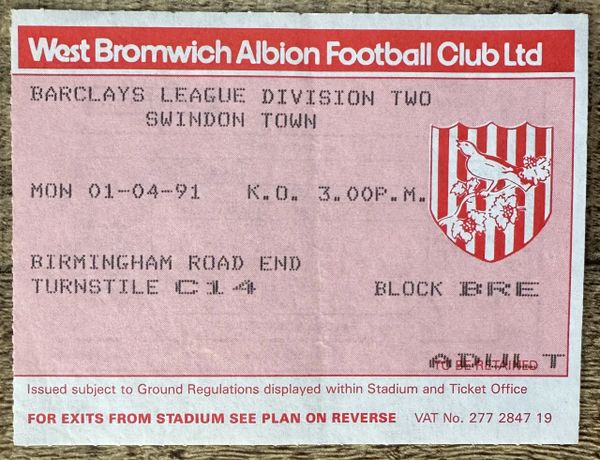 West Bromwich Albion Football Club Ltd
BARCLAYS LEAGUE DIVISION TWO
SWINDON TOWN
MON 01-04-91 K.O. 3.00P.M.
BIRMINGHAM ROAD END
TURNSTILE C14 BLOCK BRE
TO BE RETAINED
ADULT
Issued subject to Ground Regulations displayed within Stadium and Ticket Office
FOR EXITS FROM STADIUM SEE PLAN ON REVERSE VAT No. 277 2847 19